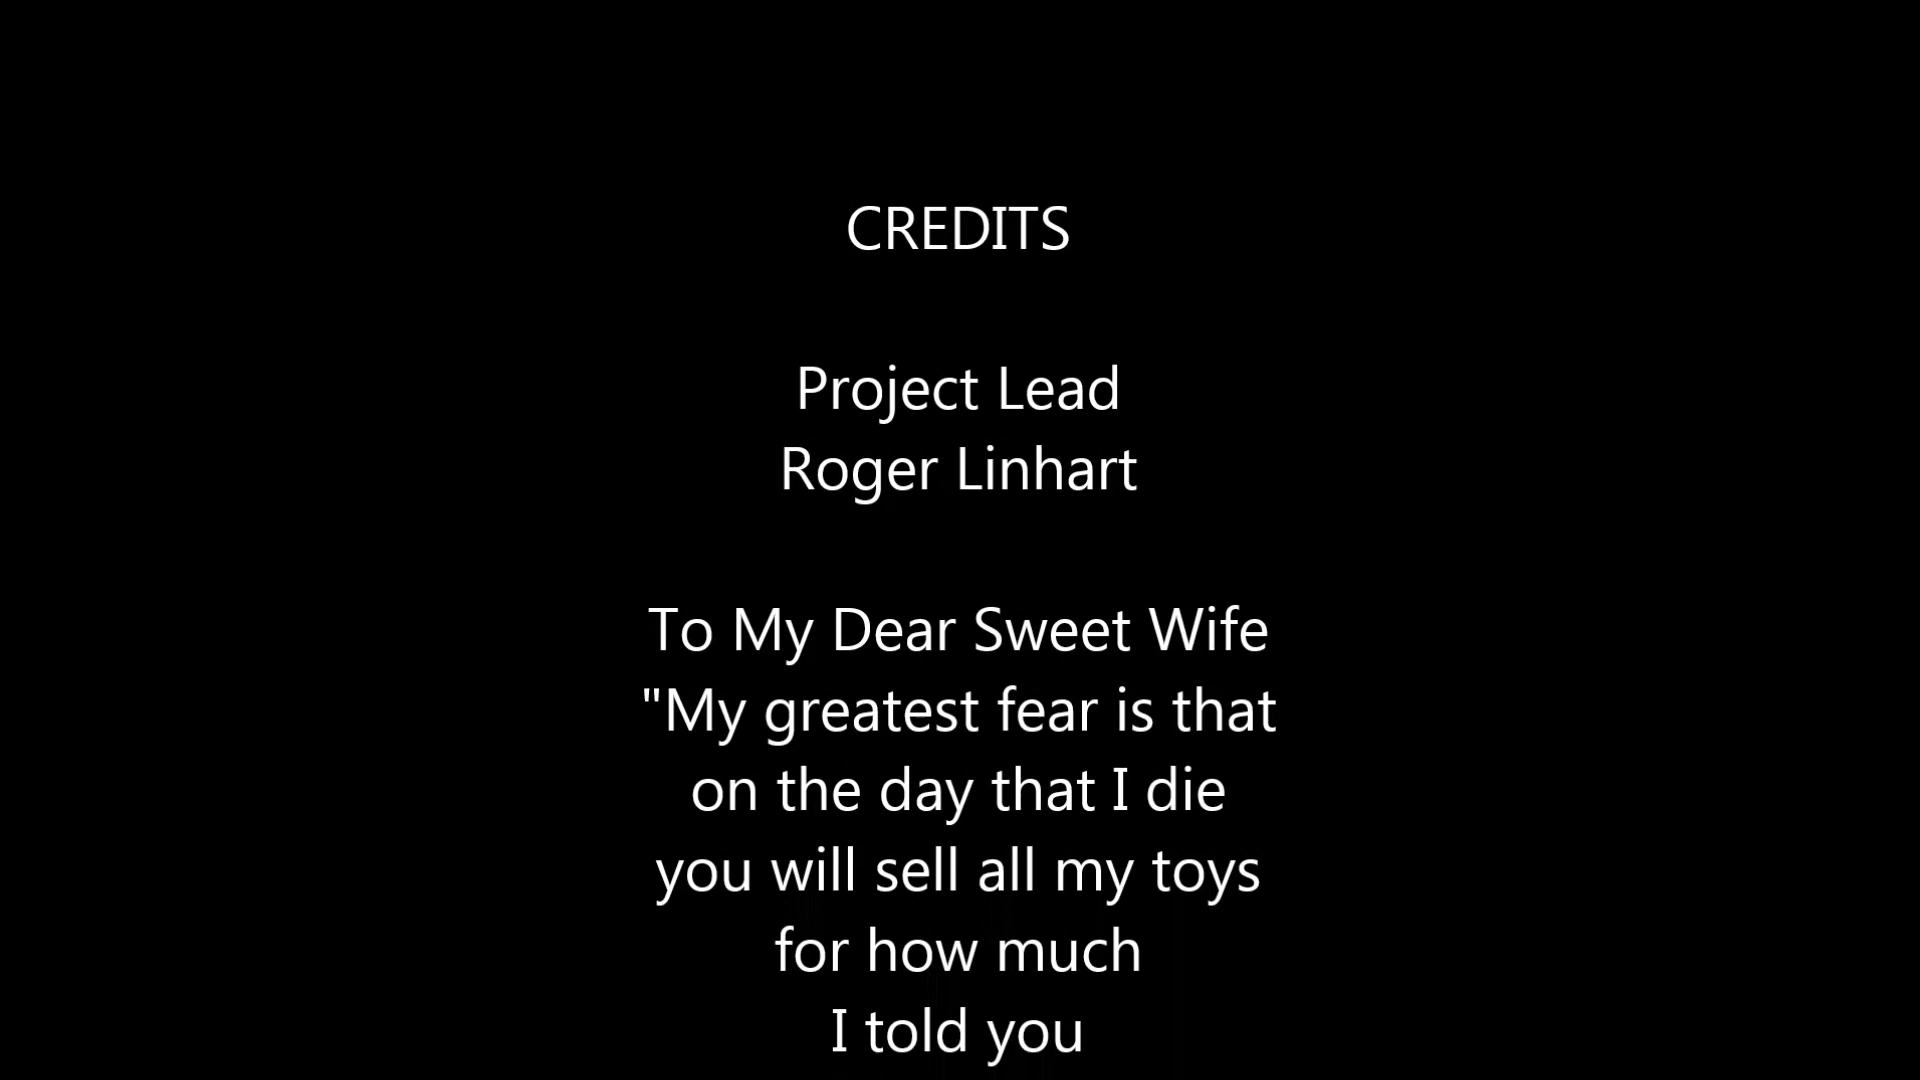 CREDITS
Project Lead
Roger Linhart
To My Dear Sweet Wife
"My greatest fear is that
on the day that I die
you will sell all my toys
for how much
I told you